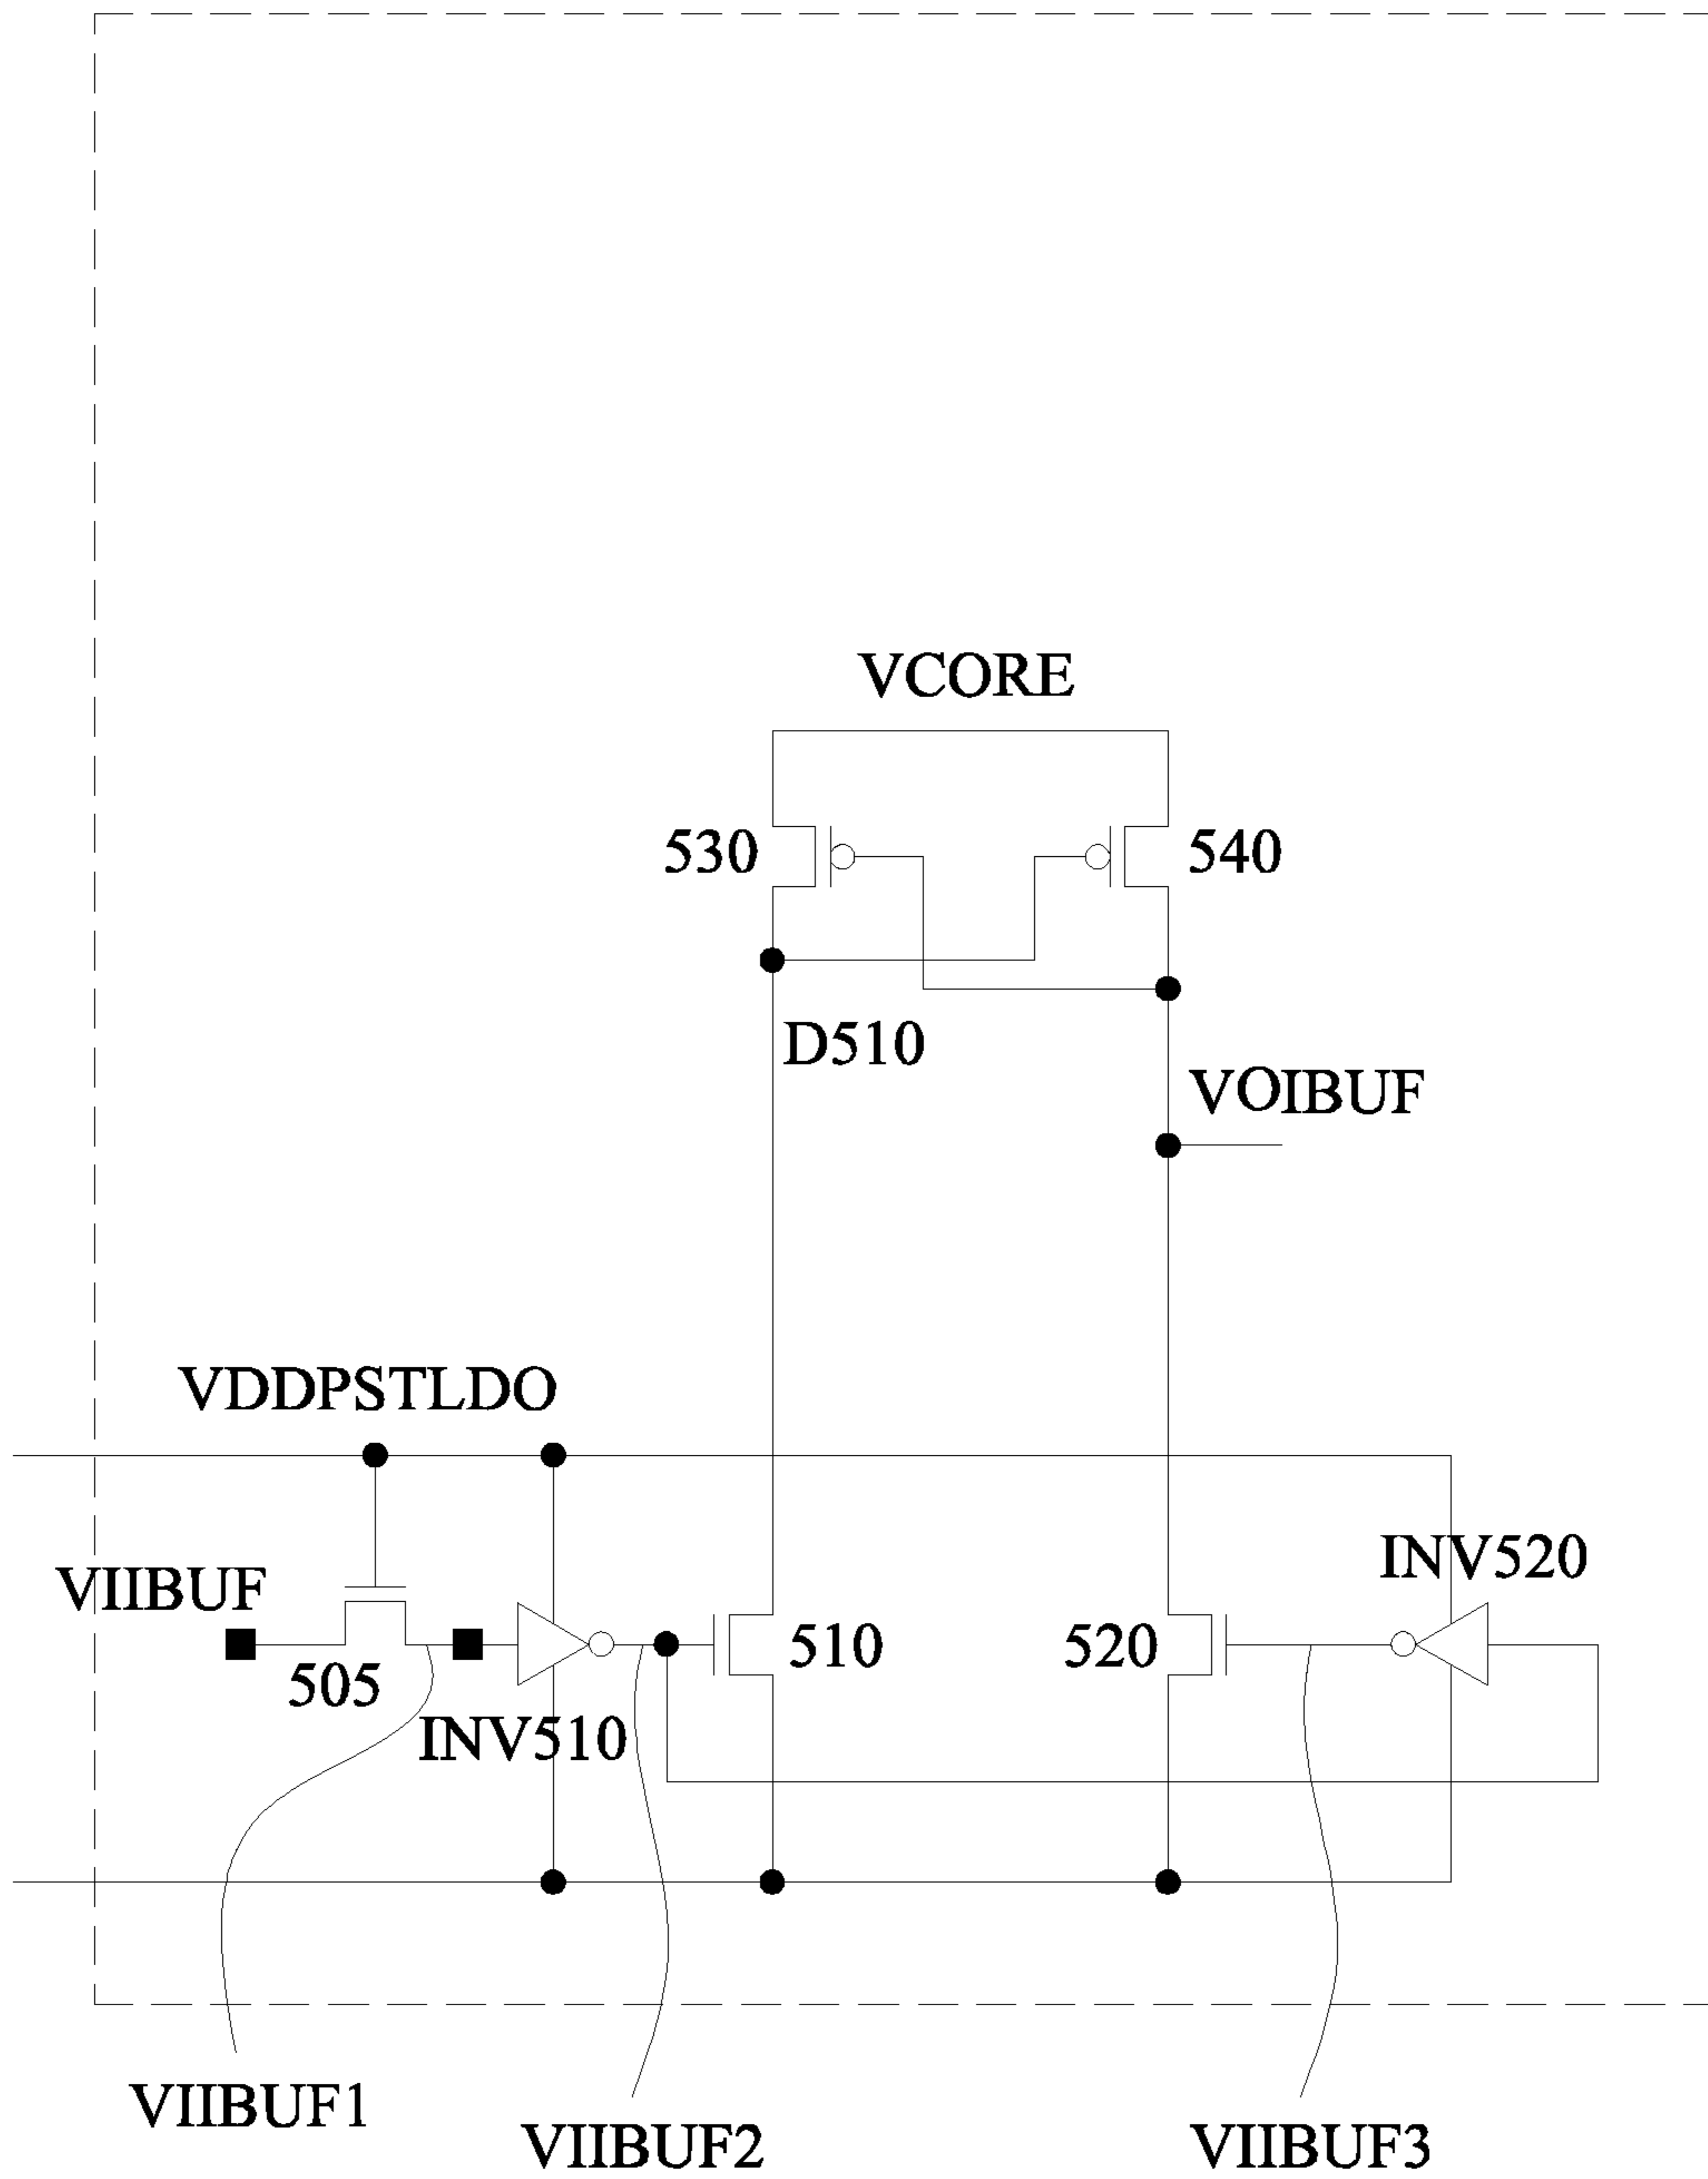 VCORE
530
540
D510
VOIBUF
VDDPSTLDO
INV520
VIIBUF
510
520
505
INV510
VIIBUF1
VIIBUF2
VIIBUF3